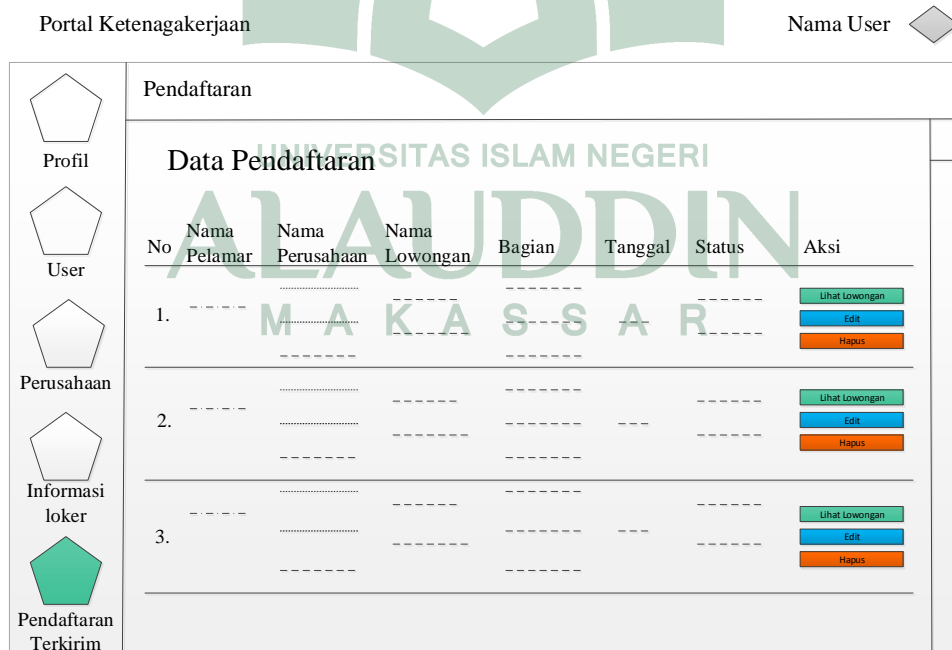 Portal Ketenagakerjaan
Nama User
Profil
User
Perusahaan
Informasi
loker
Pendaftaran
Terkirim
Pendaftaran
UNIVERSITAS ISLAM NEGERI
ALAUDDIN
MAKASSAR
Data Pendaftaran
No Nama Pelamar Nama Perusahaan Nama Lowongan Bagian Tanggal Status Aksi
1.
Lihat Lowongan
Edit
Hapus
2.
Lihat Lowongan
Edit
Hapus
3.
Lihat Lowongan
Edit
Hapus